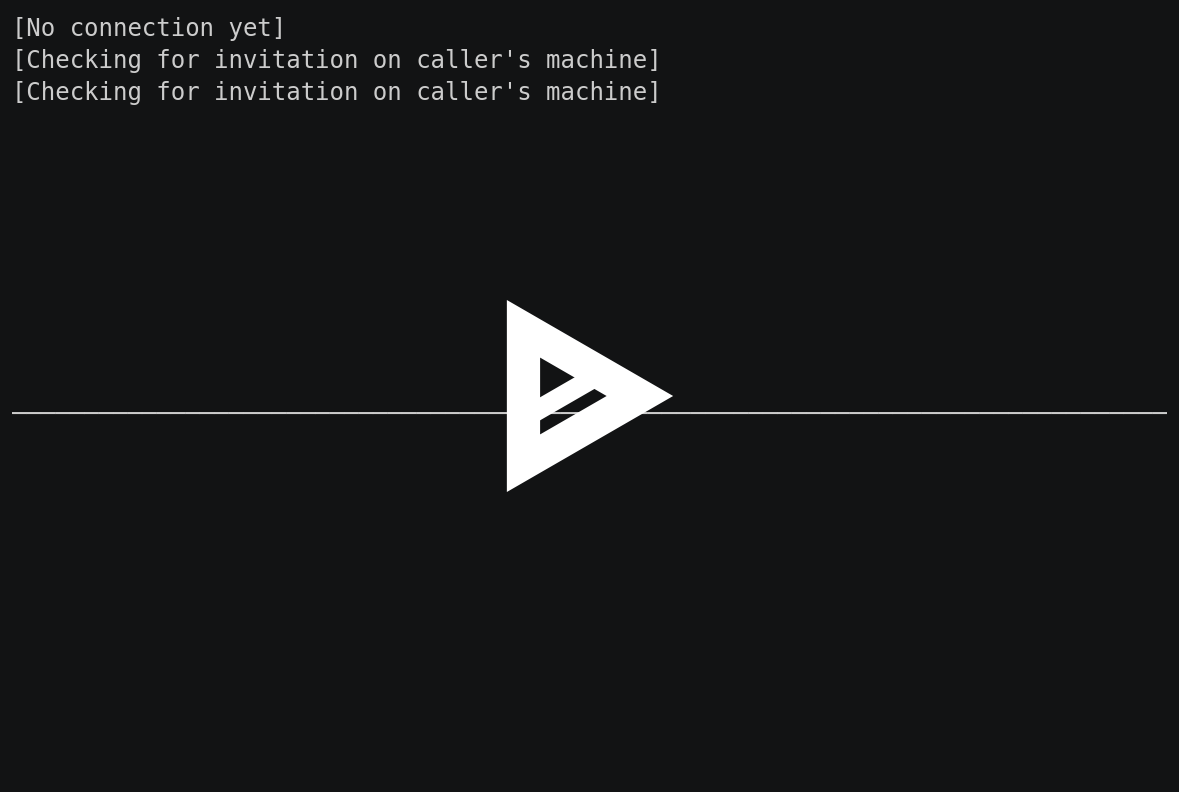 [No connection yet]
[Checking for invitation on caller's machine]
[Checking for invitation on caller's machine]